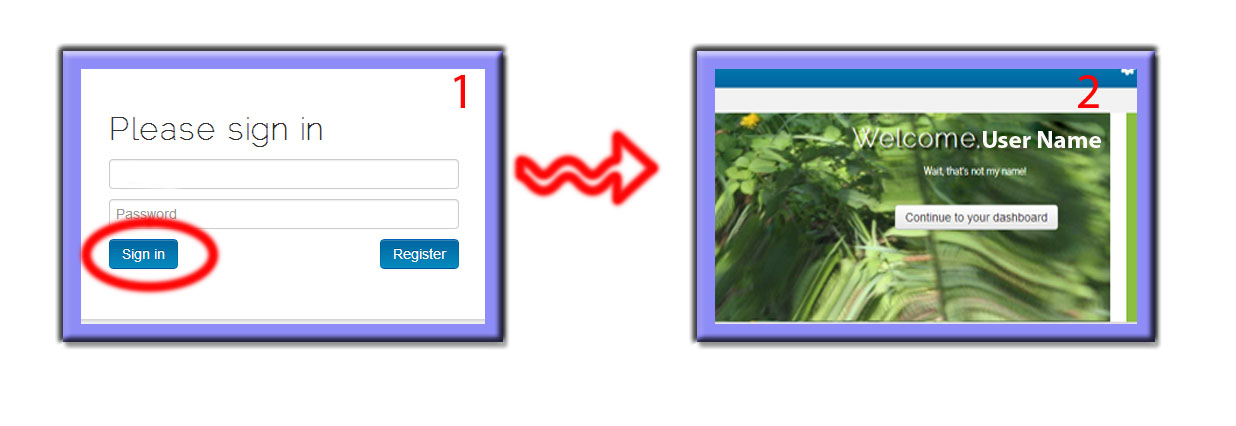 1
Please sign in
Password
Sign in
Register
2
Welcome, User Name
Wait, that's not my name!
Continue to your dashboard